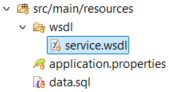 src/main/resources
wsdl
service.wsdl
application.properties
data.sql